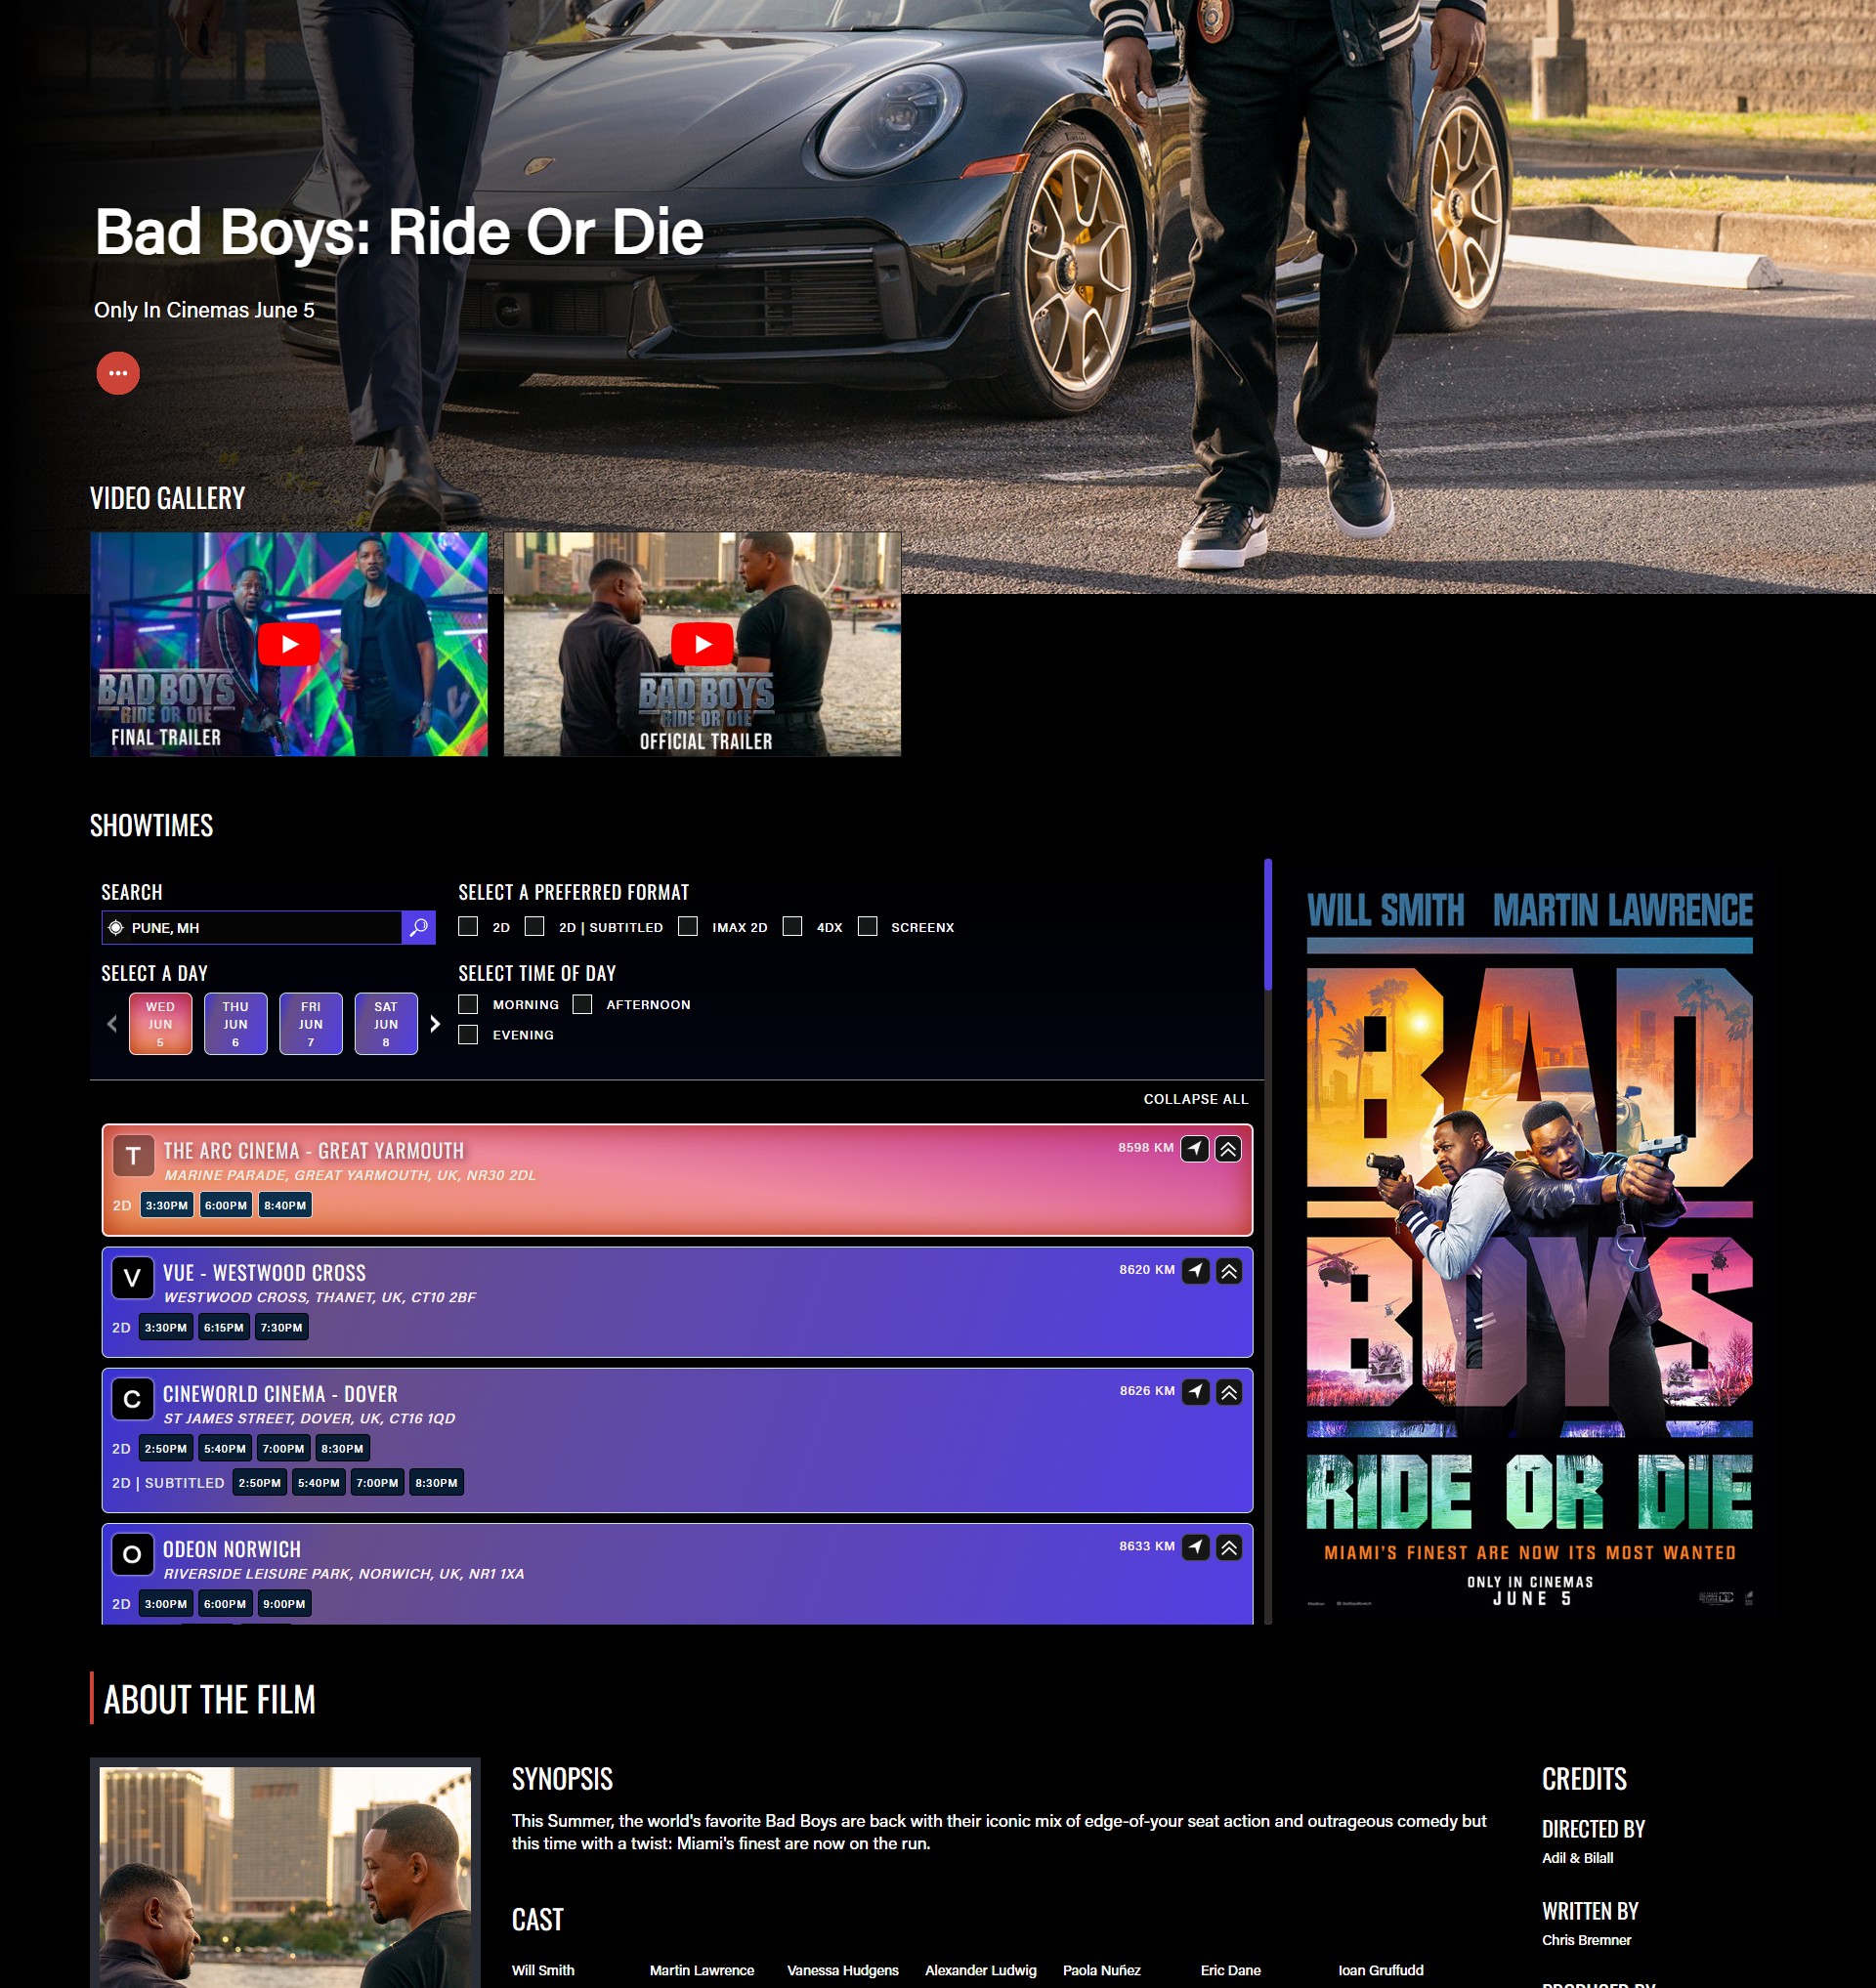 Bad Boys: Ride Or Die
Only In Cinemas June 5
VIDEO GALLERY
BAD BOYS
RIDE OR DIE
FINAL TRAILER
BAD BOYS
RIDE OR DIE
OFFICIAL TRAILER
SHOWTIMES
SEARCH
PUNE, MH
SELECT A PREFERRED FORMAT
2D 2D | SUBTITLED IMAX 2D 4DX SCREENX
SELECT A DAY
WED JUN 5
THU JUN 6
FRI JUN 7
SAT JUN 8
SELECT TIME OF DAY
MORNING AFTERNOON
EVENING
COLLAPSE ALL
T THE ARC CINEMA - GREAT YARMOUTH 8598 KM
MARINE PARADE, GREAT YARMOUTH, UK, NR30 2DL
2D 3:30PM 6:00PM 8:40PM
V VUE - WESTWOOD CROSS 8620 KM
WESTWOOD CROSS, THANET, UK, CT10 2BF
2D 3:30PM 6:15PM 7:30PM
C CINEWORLD CINEMA - DOVER 8626 KM
ST JAMES STREET, DOVER, UK, CT16 1QD
2D 2:50PM 5:40PM 7:00PM 8:30PM
2D | SUBTITLED 2:50PM 5:40PM 7:00PM 8:30PM
O ODEON NORWICH 8633 KM
RIVERSIDE LEISURE PARK, NORWICH, UK, NR1 1XA
2D 3:00PM 6:00PM 9:00PM
WILL SMITH MARTIN LAWRENCE
BAD
BOYS
RIDE OR DIE
MIAMI'S FINEST ARE NOW ITS MOST WANTED
ONLY IN CINEMAS
JUNE 5
ABOUT THE FILM
SYNOPSIS
This Summer, the world's favorite Bad Boys are back with their iconic mix of edge-of-your seat action and outrageous comedy but
this time with a twist: Miami's finest are now on the run.
CAST
Will Smith Martin Lawrence Vanessa Hudgens Alexander Ludwig Paola Nuñez Eric Dane Ioan Gruffudd
CREDITS
DIRECTED BY
Adil & Bilall
WRITTEN BY
Chris Bremner